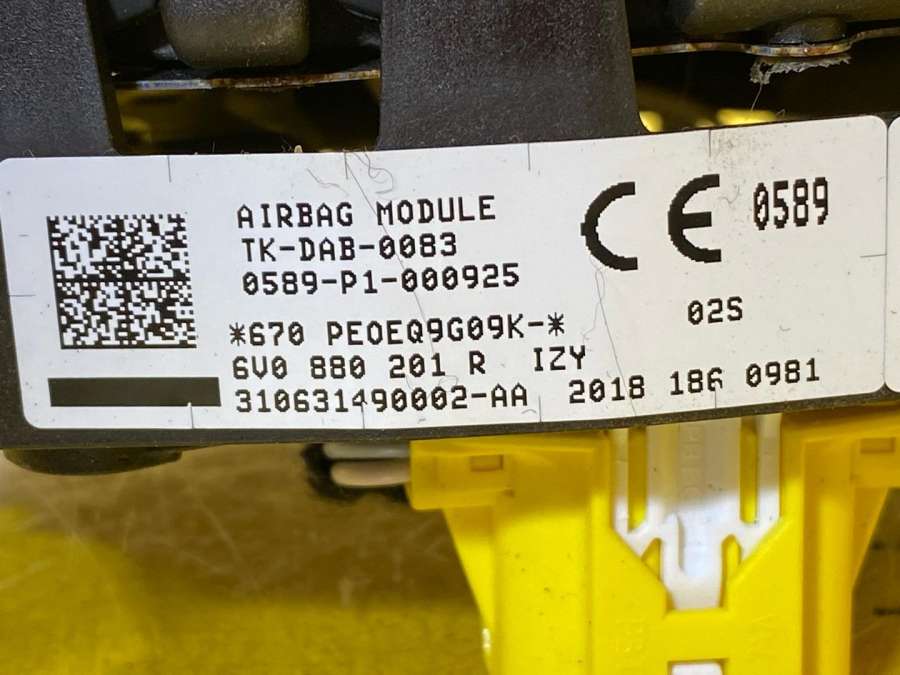 AIRBAG MODULE
TK-DAB-0083
0589-P1-000925
CE 0589
02S
*670 PE0EQ9G09K-*
6V0 880 201 R IZY
310631490002-AA 2018 186 0981